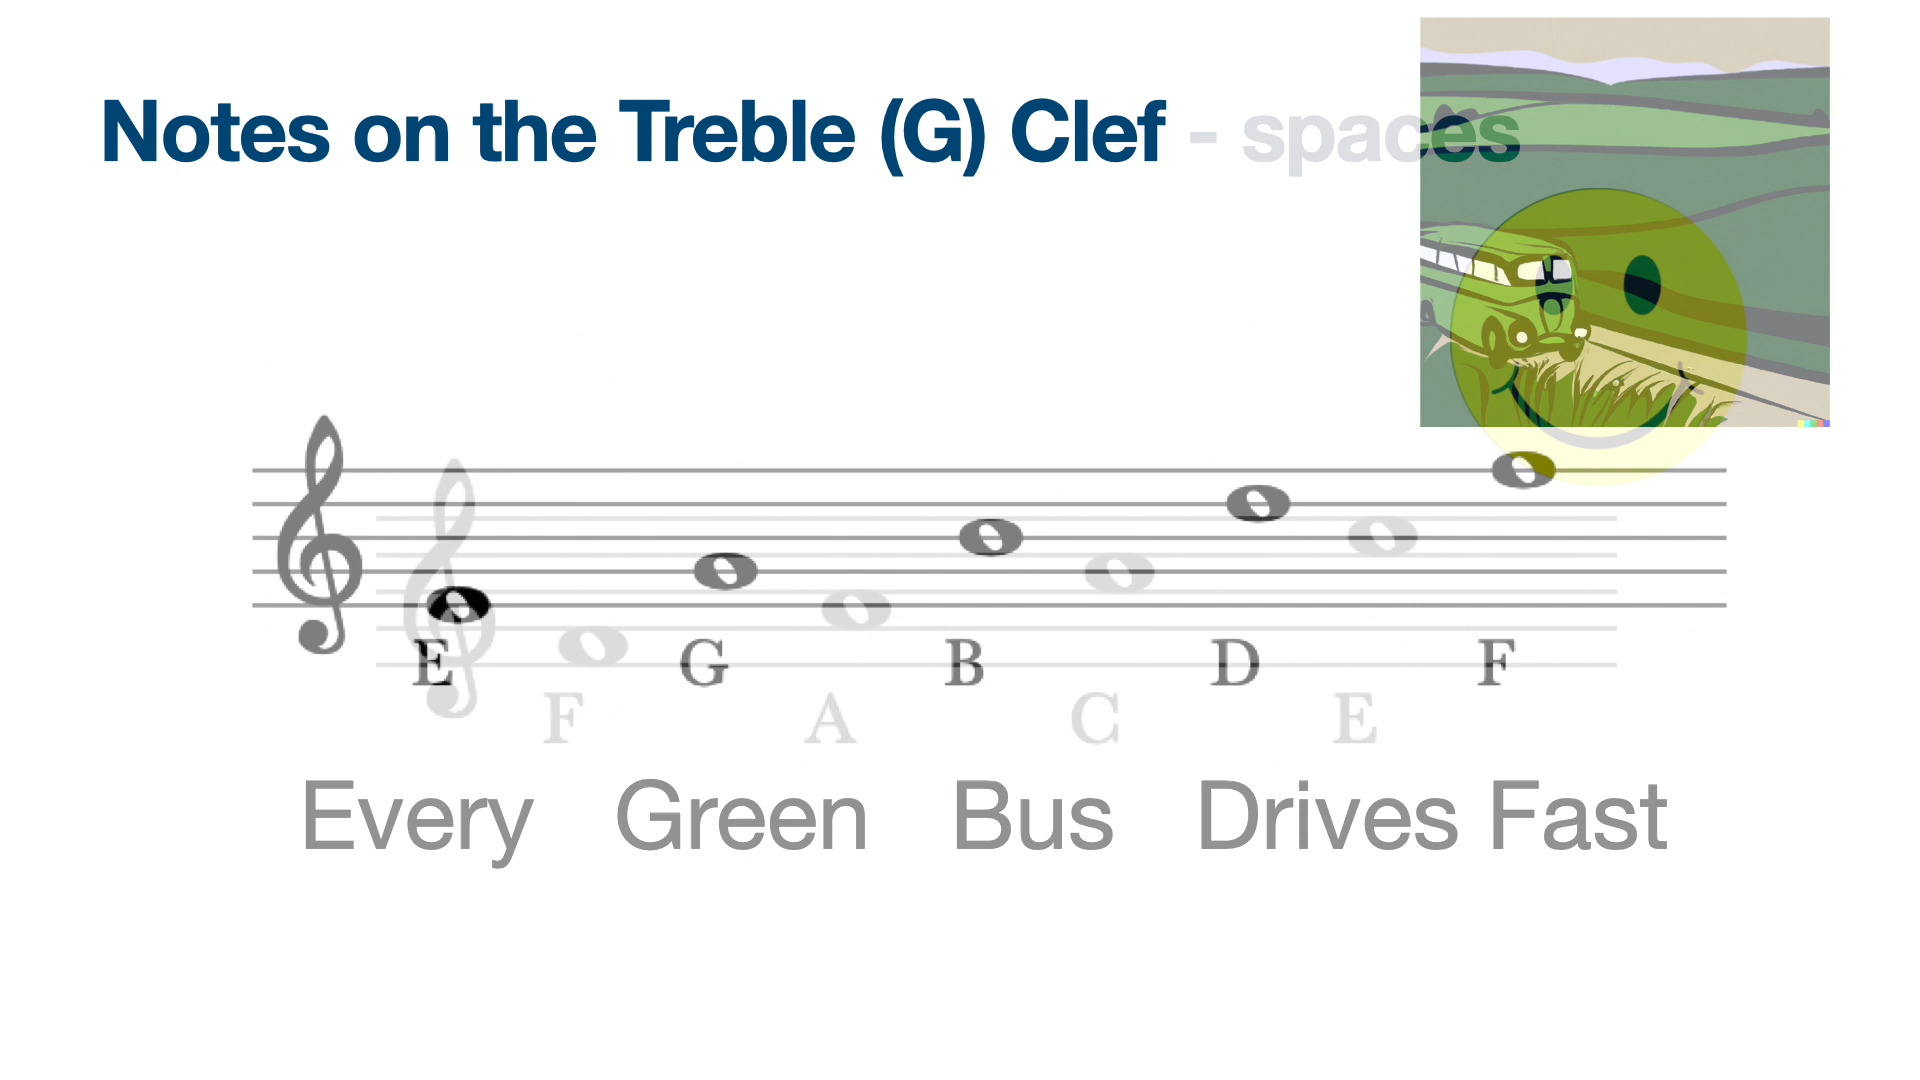 Notes on the Treble (G) Clef - spaces
E G B D F
F A C E
Every Green Bus Drives Fast